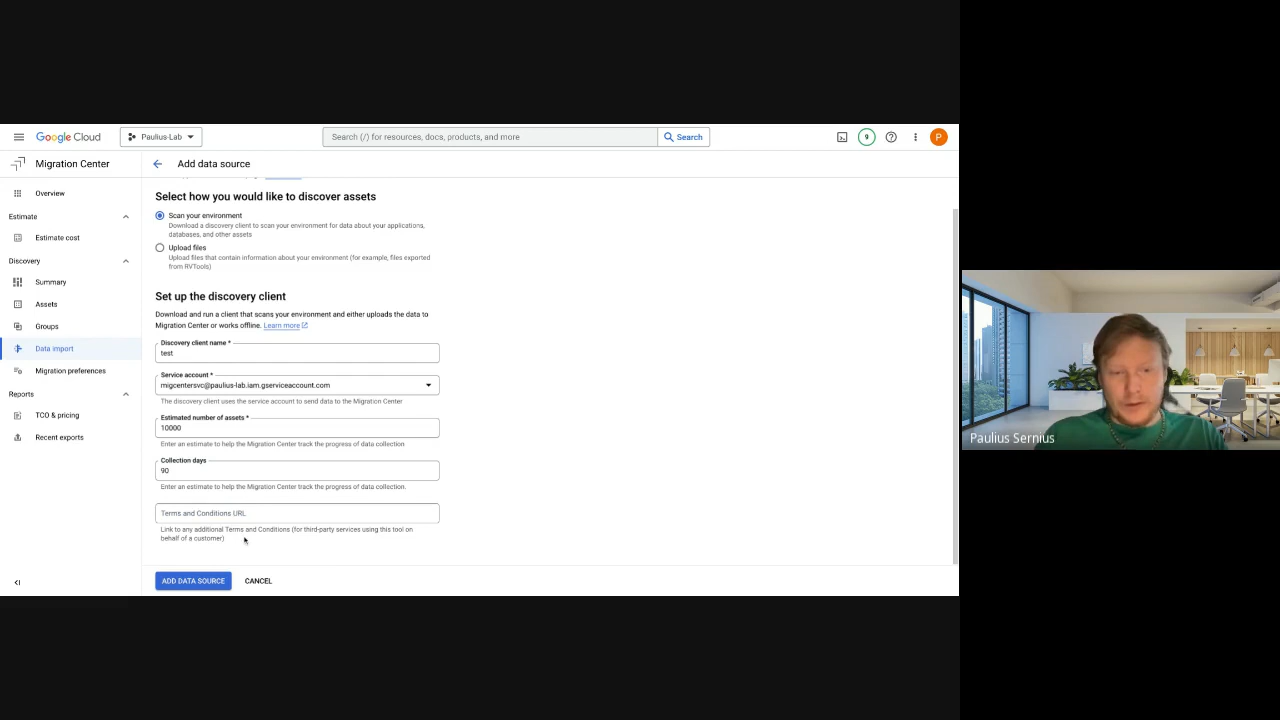 Google Cloud
Paulius-Lab
Search (/) for resources, docs, products, and more
Search
9
P
Migration Center
Add data source
Overview
Estimate
Estimate cost
Discovery
Summary
Assets
Groups
Data import
Migration preferences
Reports
TCO & pricing
Recent exports
Select how you would like to discover assets
Scan your environment
Download a discovery client to scan your environment for data about your applications,
databases, and other assets
Upload files
Upload files that contain information about your environment (for example, files exported
from RVTools)
Set up the discovery client
Download and run a client that scans your environment and either uploads the data to
Migration Center or works offline. Learn more
Discovery client name *
test
Service account *
migcentersvc@paulius-lab.iam.gserviceaccount.com
The discovery client uses the service account to send data to the Migration Center
Estimated number of assets *
10000
Enter an estimate to help the Migration Center track the progress of data collection
Collection days
90
Enter an estimate to help the Migration Center track the progress of data collection.
Terms and Conditions URL
Link to any additional Terms and Conditions (for third-party services using this tool on
behalf of a customer)
ADD DATA SOURCE
CANCEL
Paulius Sernius